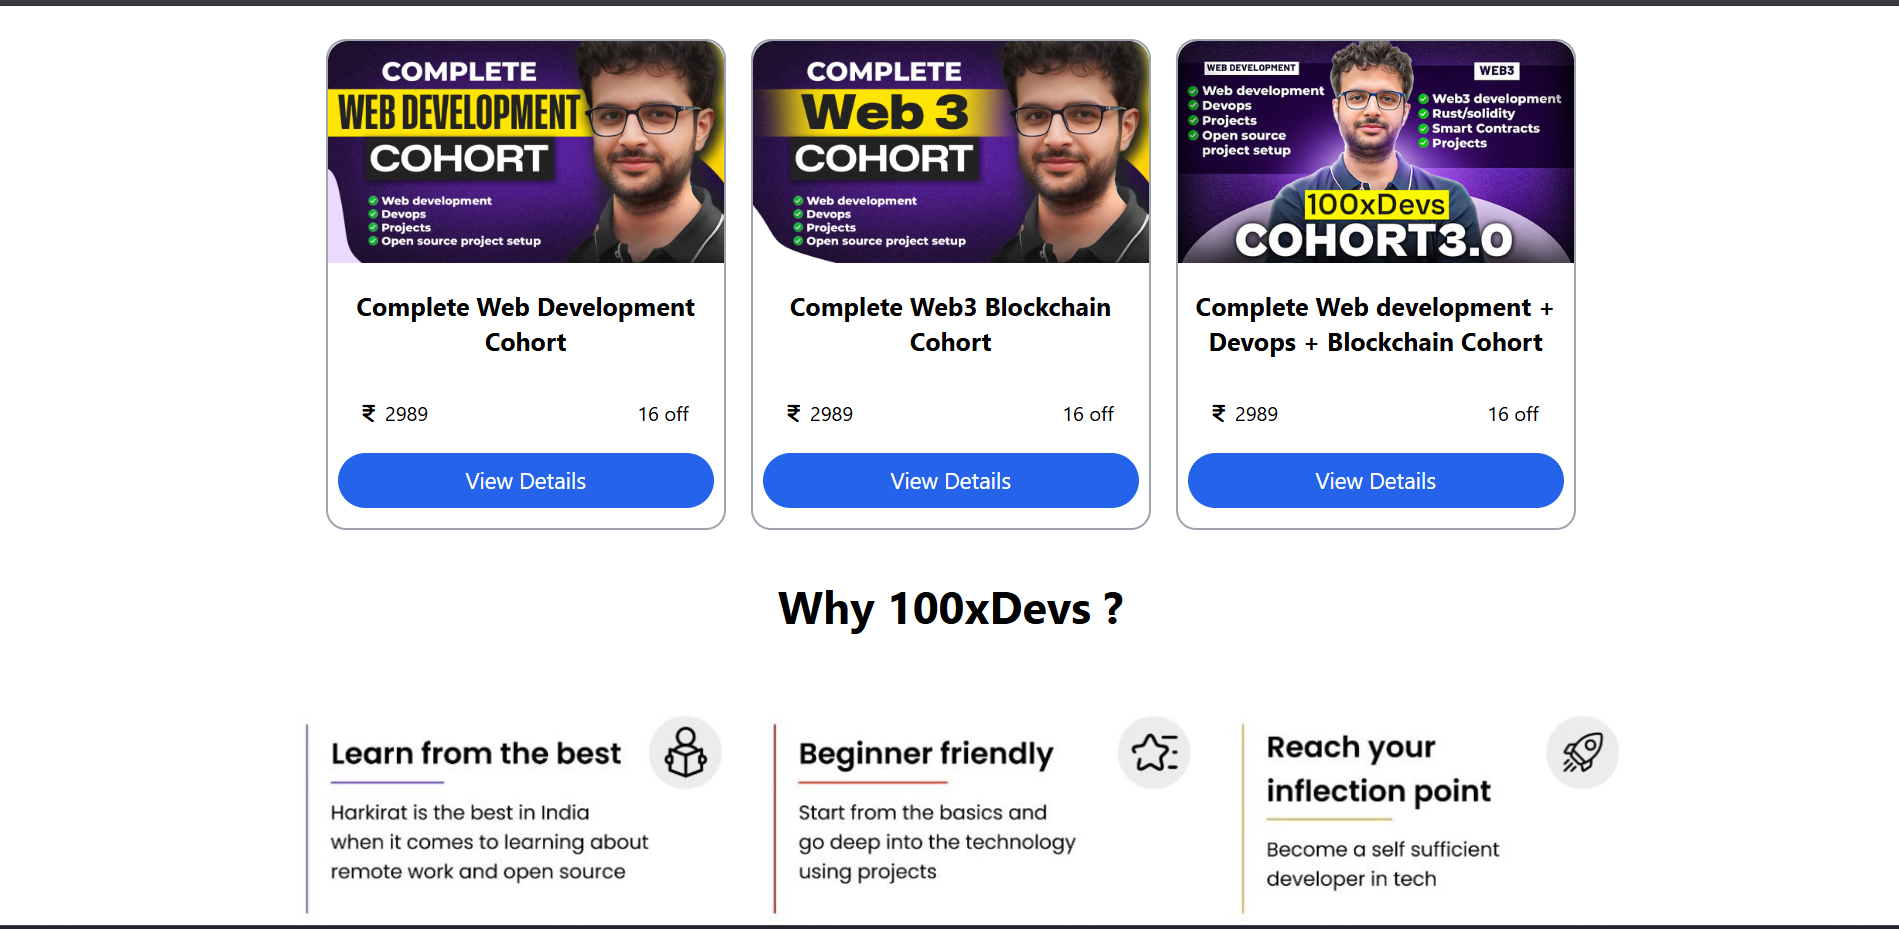 COMPLETE
WEB DEVELOPMENT
COHORT
Web development
Devops
Projects
Open source project setup
Complete Web Development
Cohort
₹ 2989
16 off
View Details
COMPLETE
Web 3
COHORT
Web development
Devops
Projects
Open source project setup
Complete Web3 Blockchain
Cohort
₹ 2989
16 off
View Details
WEB DEVELOPMENT
Web development
Devops
Projects
Open source
project setup
WEB3
Web3 development
Rust/solidity
Smart Contracts
Projects
100xDevs
COHORT3.0
Complete Web development +
Devops + Blockchain Cohort
₹ 2989
16 off
View Details
Why 100xDevs ?
Learn from the best
Harkirat is the best in India
when it comes to learning about
remote work and open source
Beginner friendly
Start from the basics and
go deep into the technology
using projects
Reach your
inflection point
Become a self sufficient
developer in tech